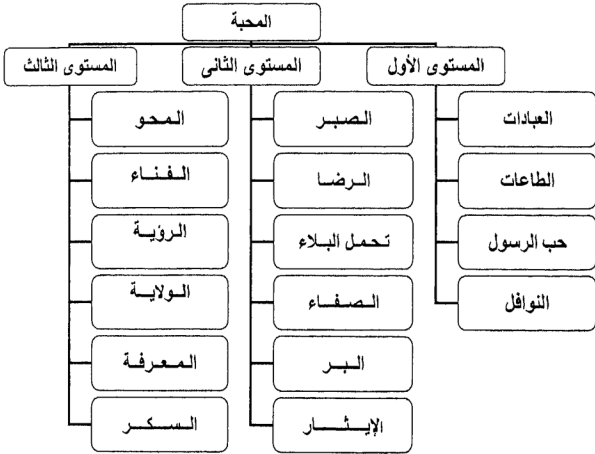 المحبة
المستوى الأول
العبادات
الطاعات
حب الرسول
النوافل
المستوى الثانى
الصبر
الرضا
تحمل البلاء
الصفاء
البر
الإيثار
المستوى الثالث
المحو
الفناء
الرؤية
الولاية
المعرفة
السكر